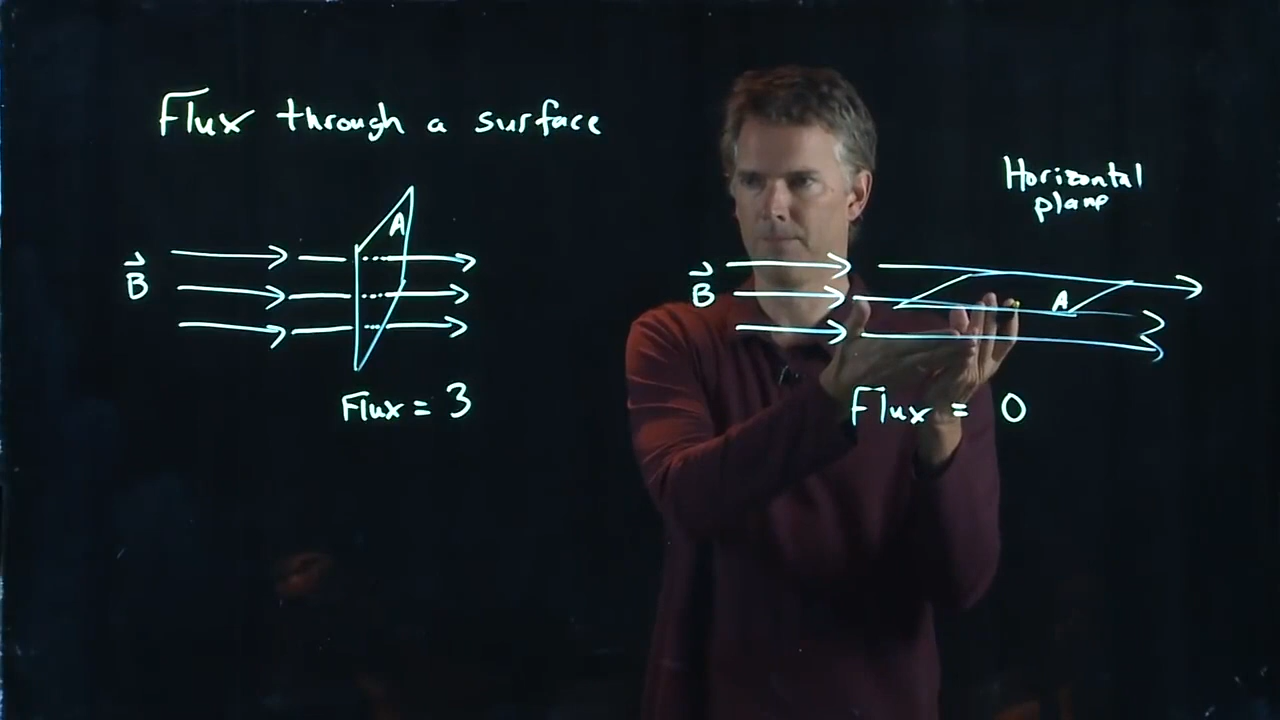 Flux through a surface
Horizontal
plane
A
B⃗
Flux = 3
B⃗
A
Flux = 0